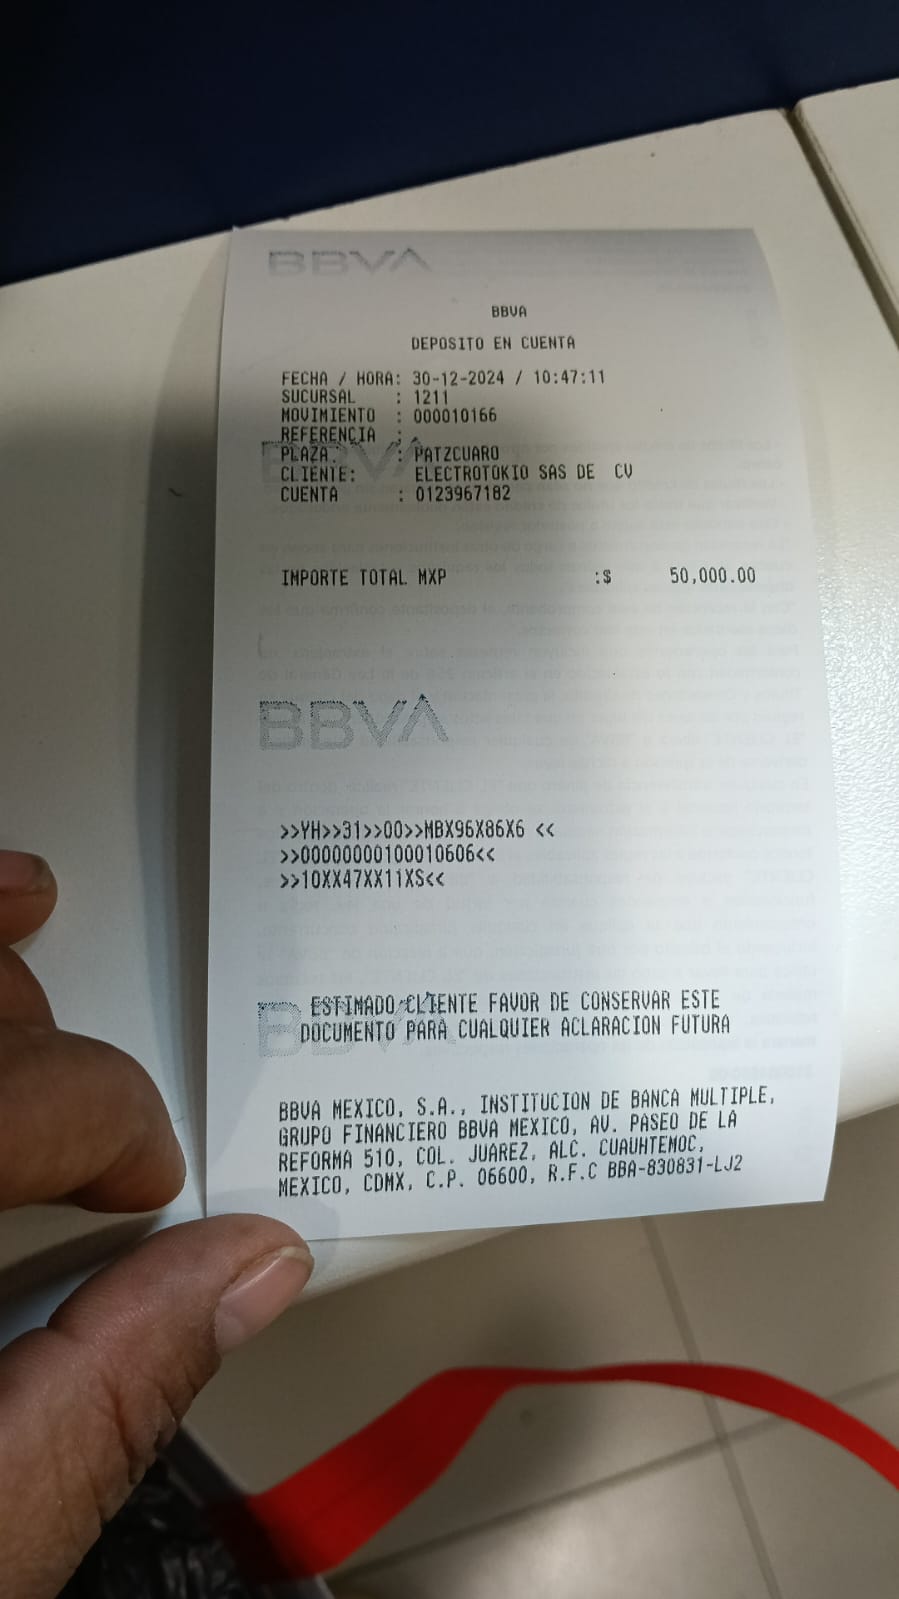 BBVA
BBVA
DEPOSITO EN CUENTA
FECHA / HORA: 30-12-2024 / 10:47:11
SUCURSAL : 1211
MOVIMIENTO : 000010166
REFERENCIA :
BBVA
PLAZA. : PATZCUARO
CLIENTE: ELECTROTOKIO SAS DE CV
CUENTA : 0123967182
IMPORTE TOTAL MXP :$ 50,000.00
BBVA
>>YH>>31>>00>>MBX96X86X6 <<
>>00000000100010606<<
>>10XX47XX11XS<<
BBVA
ESTIMADO CLIENTE FAVOR DE CONSERVAR ESTE
DOCUMENTO PARA CUALQUIER ACLARACION FUTURA
BBVA MEXICO, S.A., INSTITUCION DE BANCA MULTIPLE,
GRUPO FINANCIERO BBVA MEXICO, AV. PASEO DE LA
REFORMA 510, COL. JUAREZ, ALC. CUAUHTEMOC,
MEXICO, CDMX, C.P. 06600, R.F.C BBA-830831-LJ2